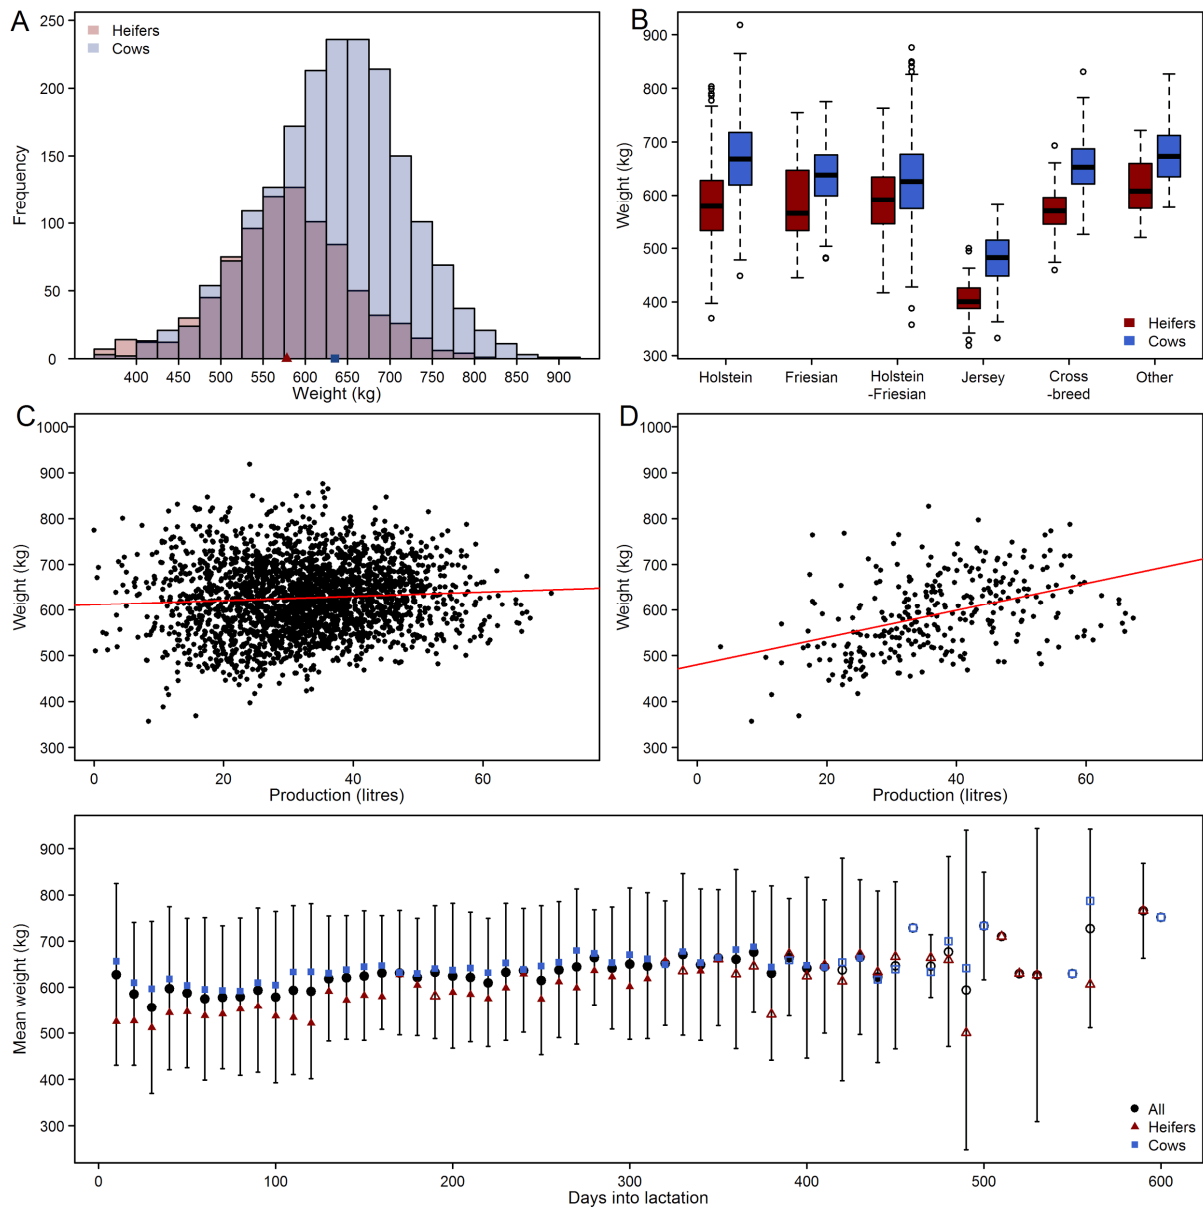 A
Heifers
Cows
Frequency
0
50
100
150
200
250
400 450 500 550 600 650 700 750 800 850 900
Weight (kg)
B
Weight (kg)
900
800
700
600
500
400
300
Heifers
Cows
Holstein Friesian Holstein -Friesian Jersey Cross -breed Other
C
Weight (kg)
1000
900
800
700
600
500
400
300
0 20 40 60
Production (litres)
D
Weight (kg)
1000
900
800
700
600
500
400
300
0 20 40 60
Production (litres)
Mean weight (kg)
900
800
700
600
500
400
300
All
Heifers
Cows
0 100 200 300 400 500 600
Days into lactation